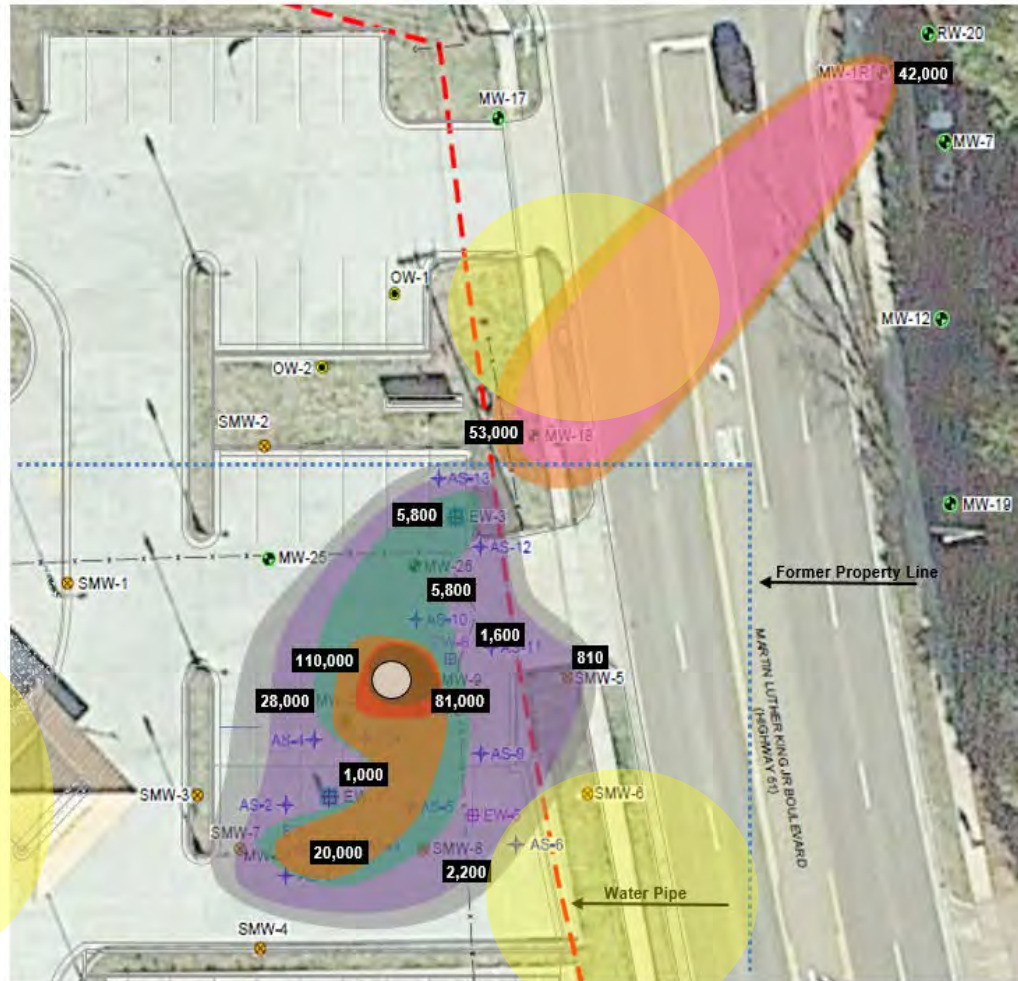 RW-20
MW-1R
42,000
MW-17
MW-7
OW-1
MW-12
OW-2
SMW-2
53,000
MW-18
AS-13
5,800
EW-3
MW-19
AS-12
MW-25
MW-26
Former Property Line
SMW-1
5,800
AS-10
1,600
AS-11
110,000
810
MW-9
SMW-5
28,000
81,000
MARTIN LUTHER KING JR BOULEVARD
(HIGHWAY 51)
AS-4
AS-9
1,000
SMW-3
EW
SMW-6
AS-2
AS-5
SMW-7
20,000
SMW-8
AS-6
2,200
Water Pipe
SMW-4